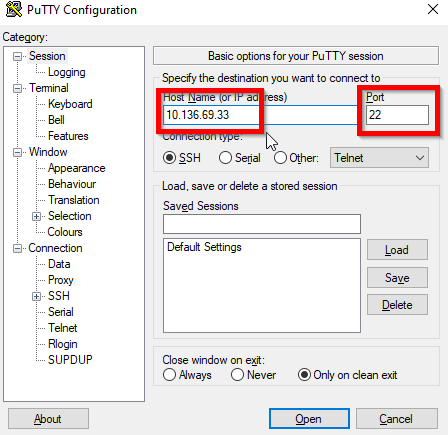 PuTTY Configuration
Category:
Session
Logging
Terminal
Keyboard
Bell
Features
Window
Appearance
Behaviour
Translation
Selection
Colours
Connection
Data
Proxy
SSH
Serial
Telnet
Rlogin
SUPDUP
Basic options for your PuTTY session
Specify the destination you want to connect to
Host Name (or IP address) Port
10.136.69.33 22
Connection type:
SSH Serial Other: Telnet
Load, save or delete a stored session
Saved Sessions
Default Settings
Load
Save
Delete
Close window on exit:
Always Never Only on clean exit
About Open Cancel